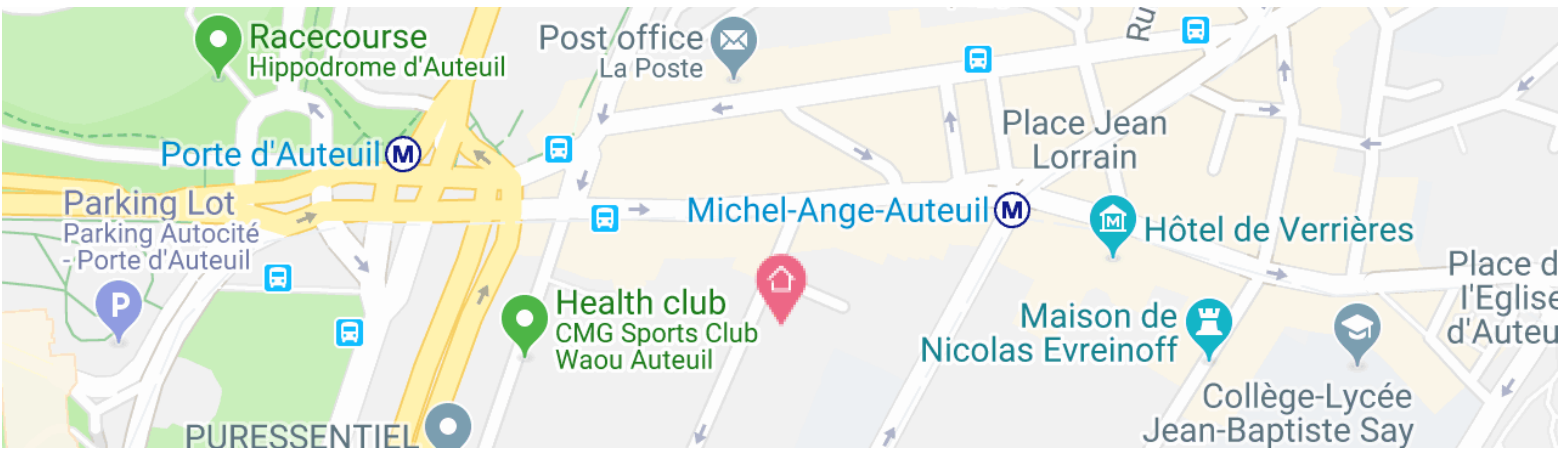 Racecourse
Hippodrome d'Auteuil
Post office
La Poste
Ru
Place Jean
Lorrain
Porte d'Auteuil M
Parking Lot
Parking Autocité
- Porte d'Auteuil
P
Michel-Ange-Auteuil M
M
Hôtel de Verrières
Place d
l'Eglise
d'Auteu
Health club
CMG Sports Club
Waou Auteuil
Maison de
Nicolas Evreinoff
Collège-Lycée
Jean-Baptiste Say
PURESSENTIEL